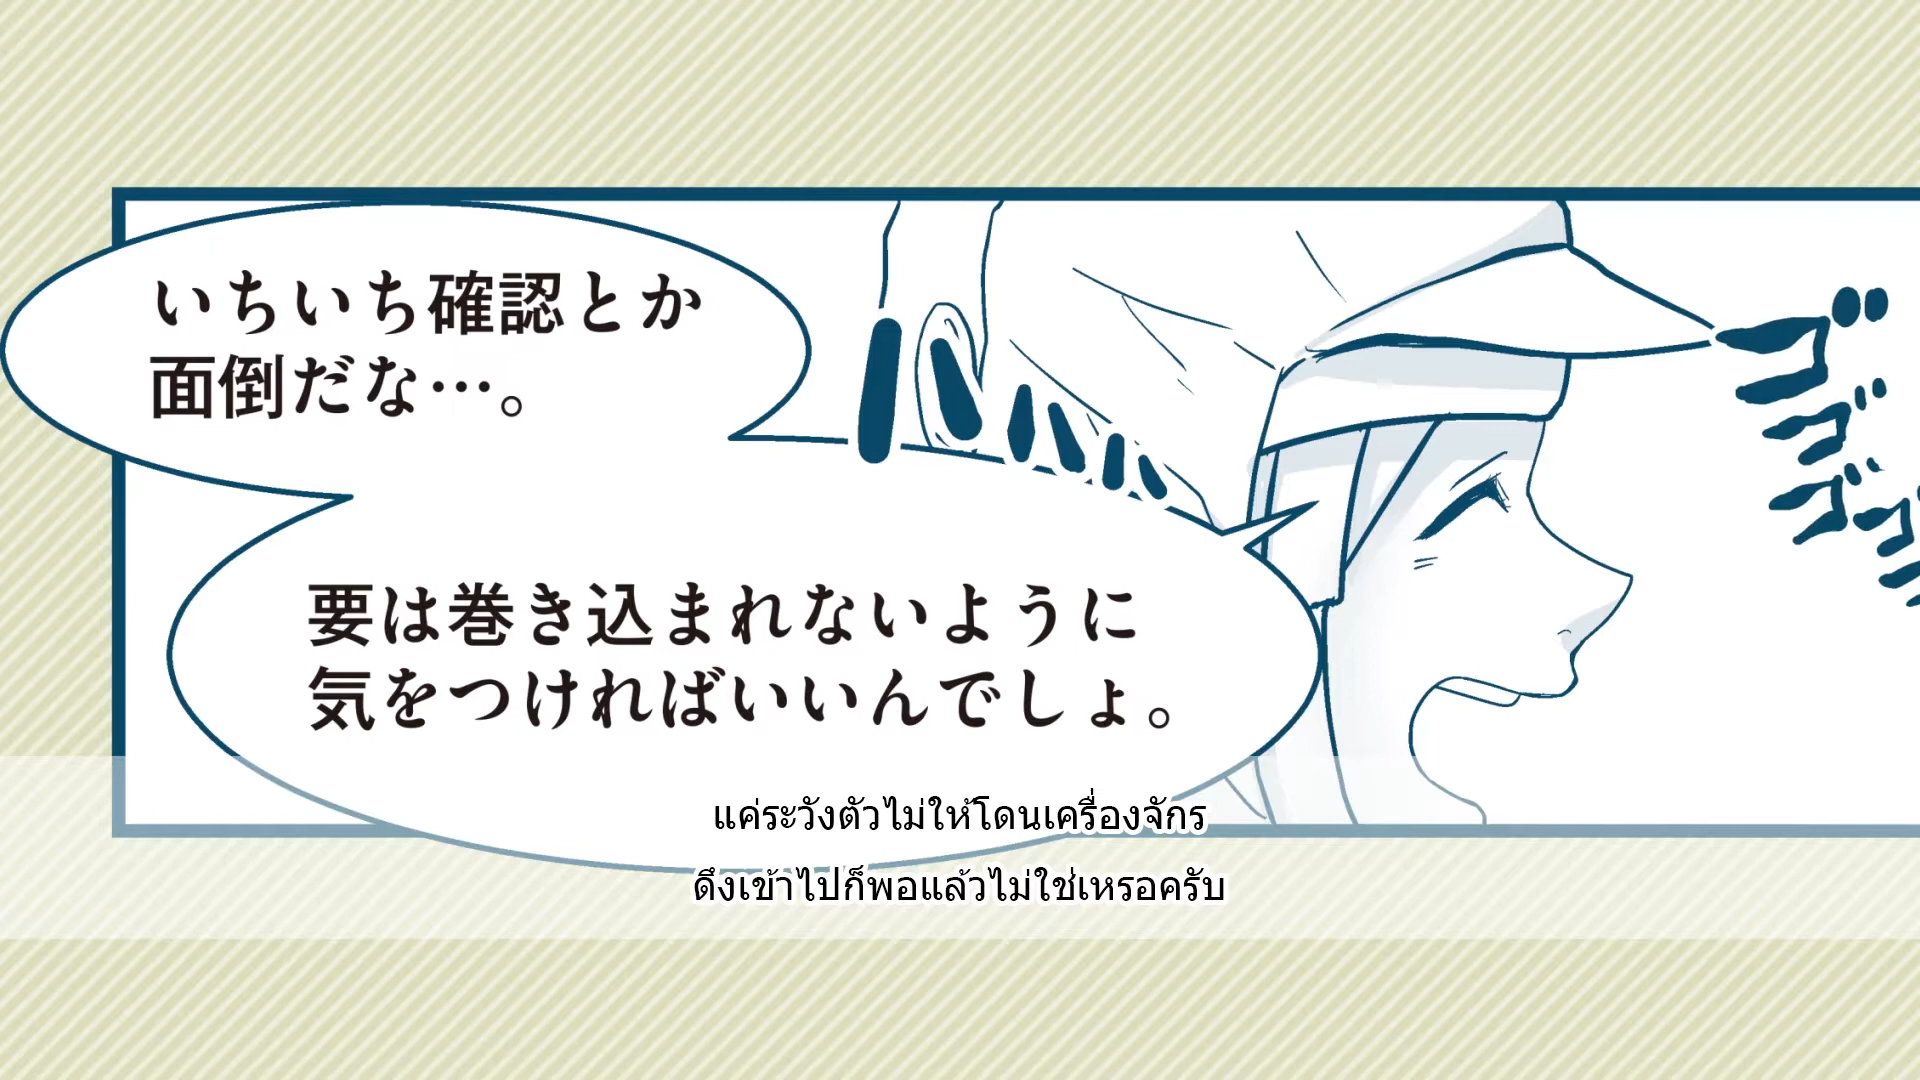 いちいち確認とか
面倒だな…。
要は巻き込まれないように
気をつければいいんでしょ。
ゴゴゴゴ
แค่ระวังตัวไม่ให้โดนเครื่องจักร
ดึงเข้าไปก็พอแล้วไม่ใช่เหรอครับ